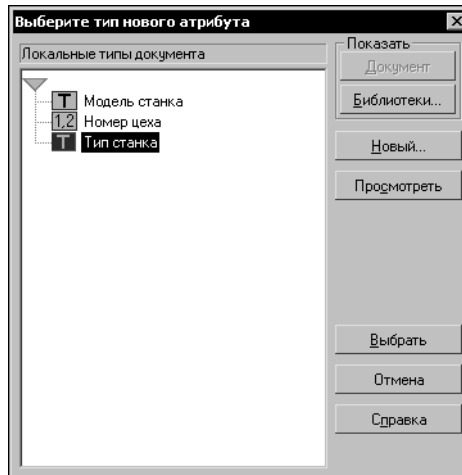 Выберите тип нового атрибута
Локальные типы документа
Показать
Документ
Библиотеки...
T Модель станка
1,2 Номер цеха
T Тип станка
Новый...
Просмотреть
Выбрать
Отмена
Справка